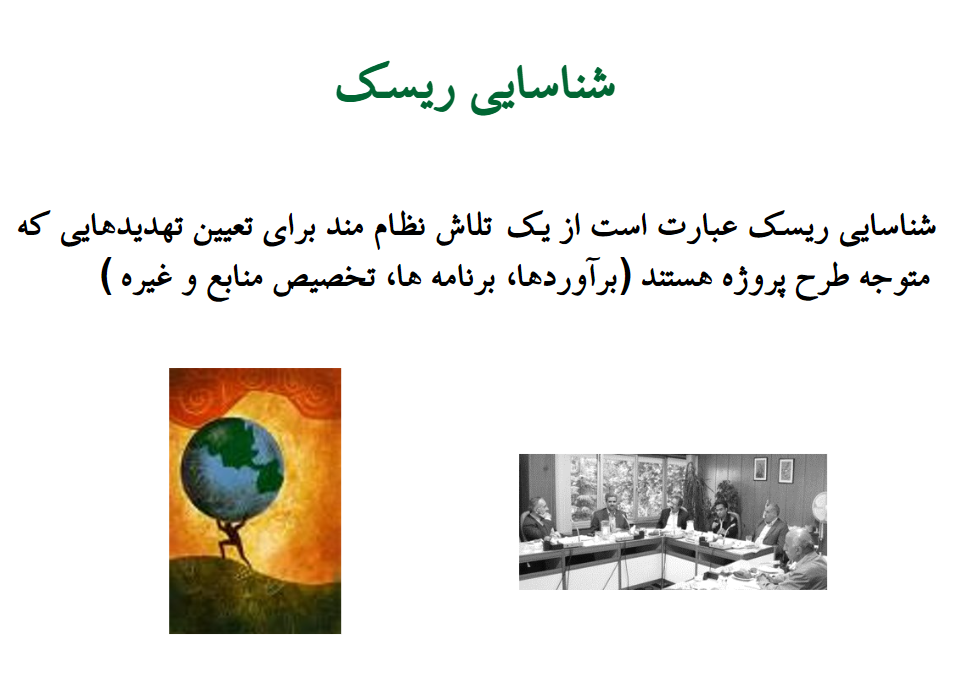 شناسایی ریسک
شناسایی ریسک عبارت است از یک تلاش نظام مند برای تعیین تهدیدهایی که
متوجه طرح پروژه هستند (برآوردها، برنامه ها، تخصیص منابع و غیره )